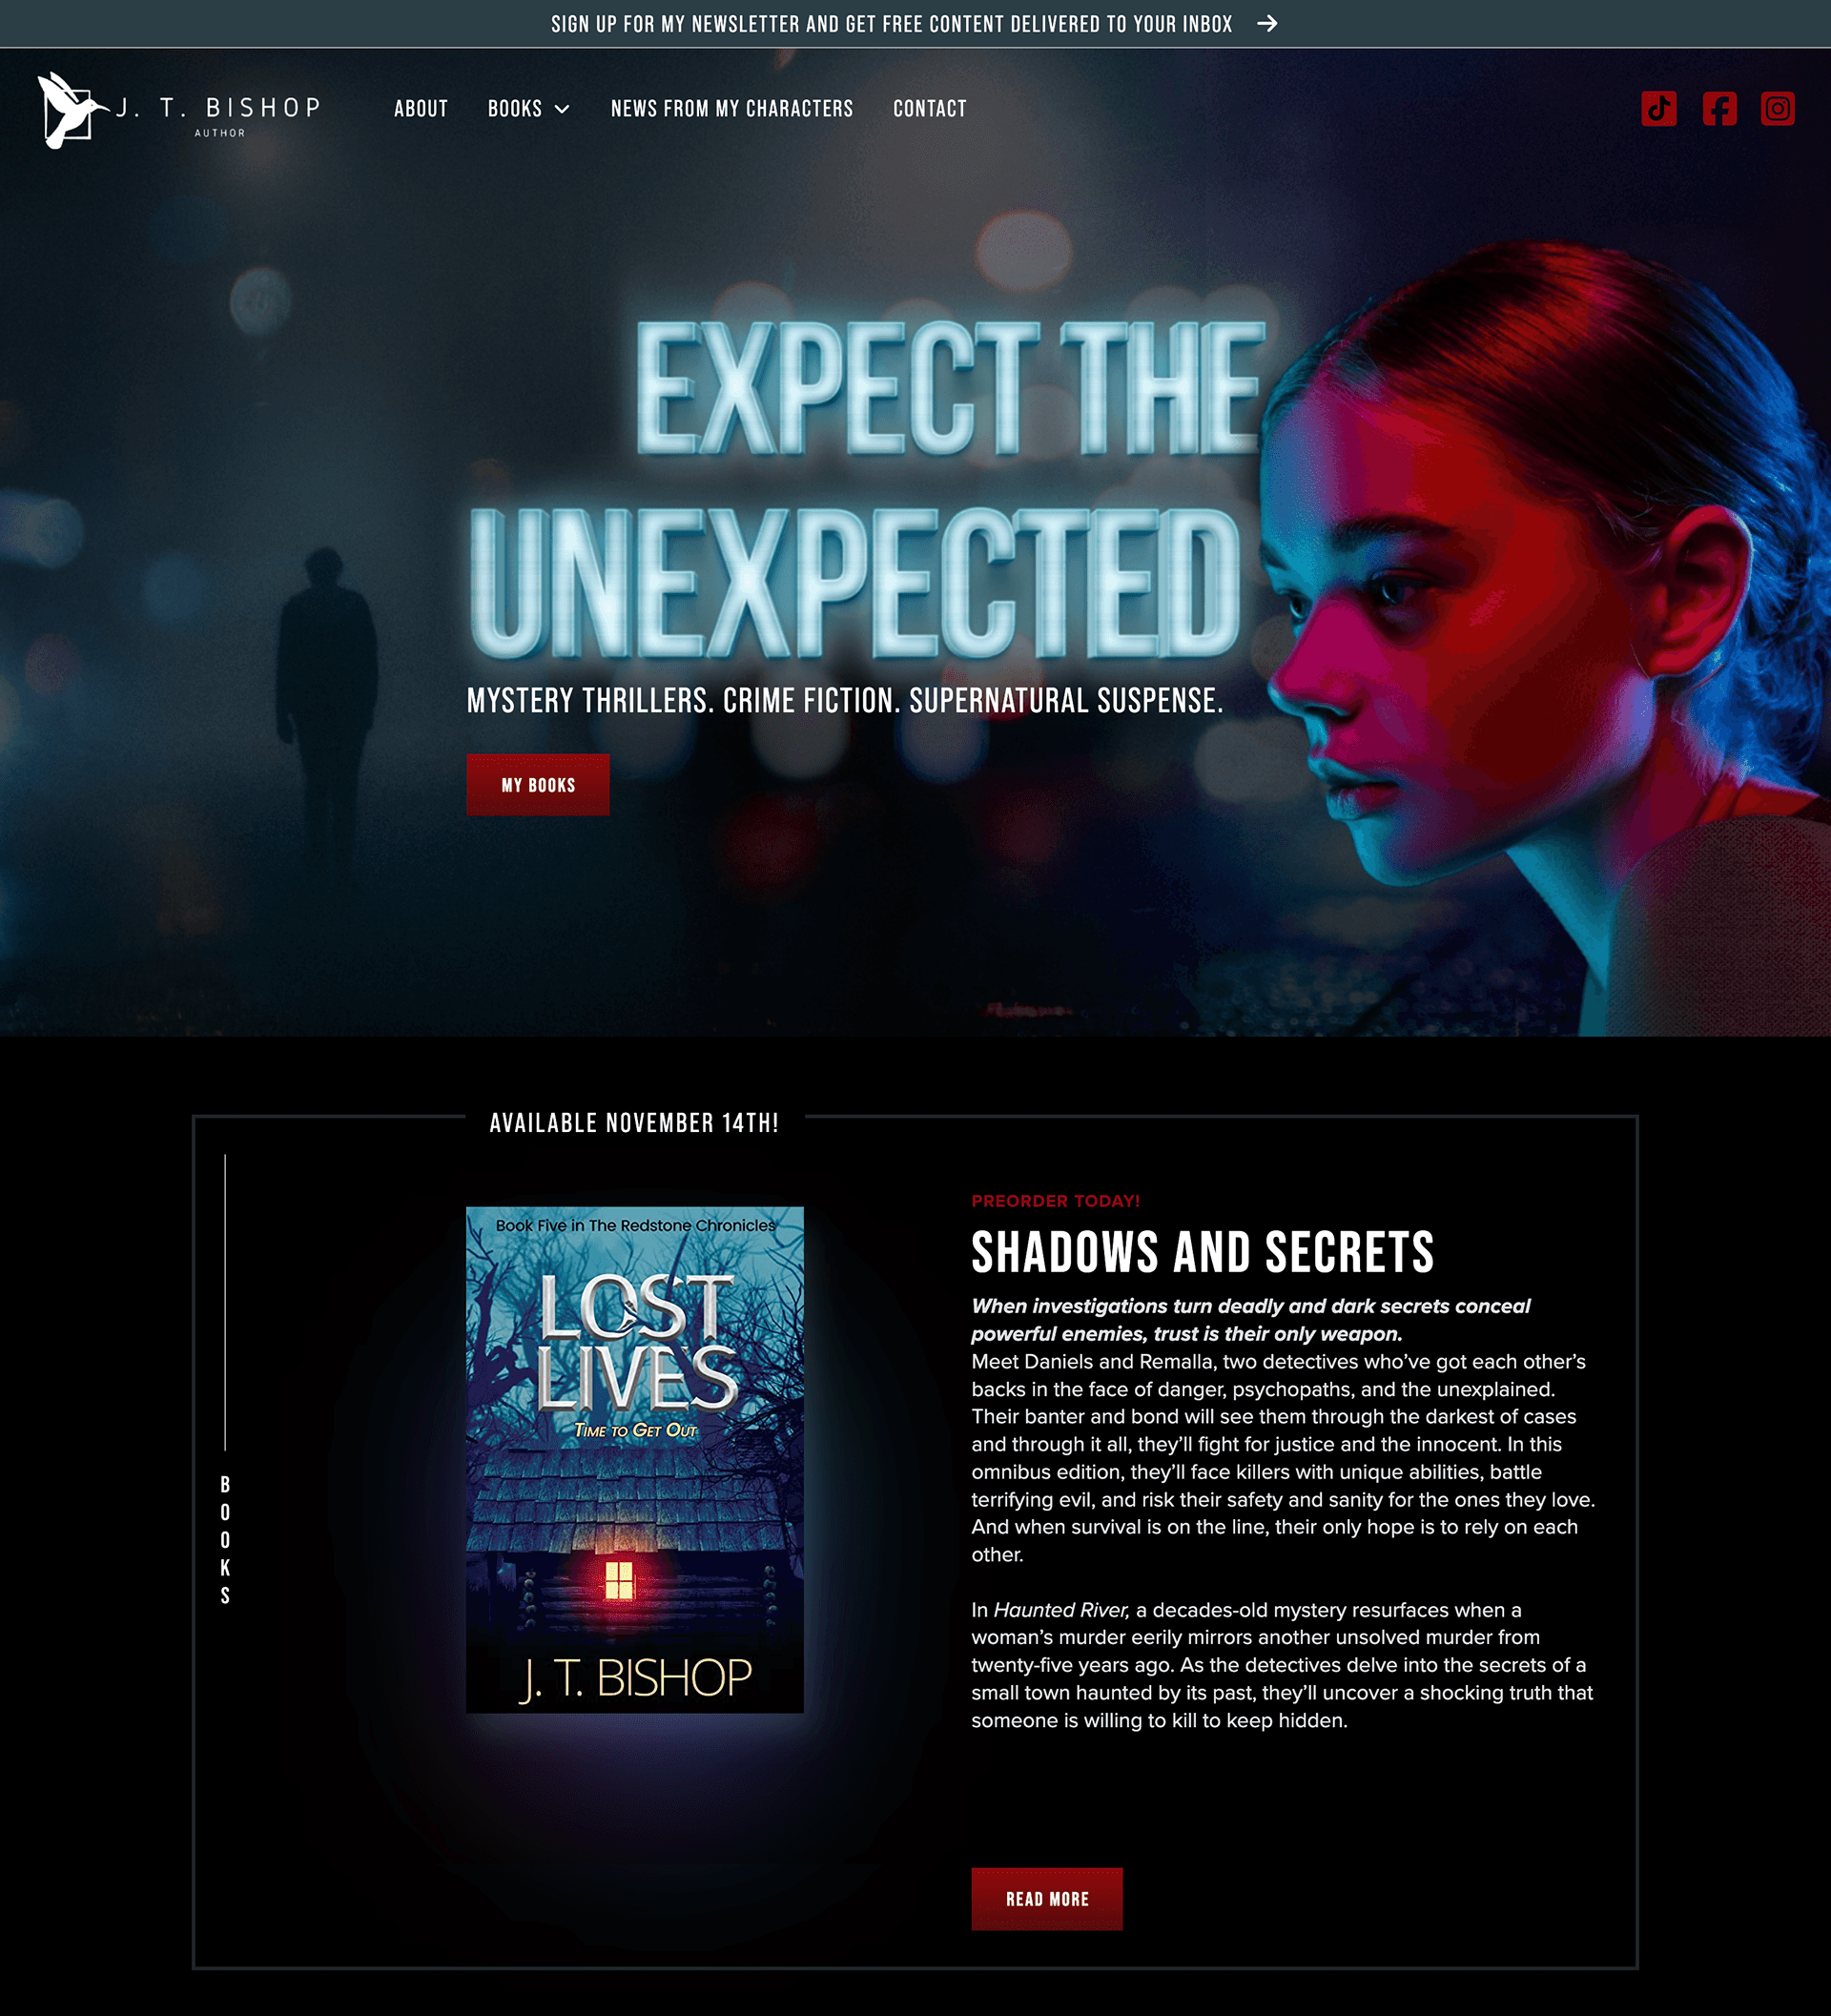 SIGN UP FOR MY NEWSLETTER AND GET FREE CONTENT DELIVERED TO YOUR INBOX
J. T. BISHOP
AUTHOR
ABOUT
BOOKS
NEWS FROM MY CHARACTERS
CONTACT
EXPECT THE
UNEXPECTED
MYSTERY THRILLERS. CRIME FICTION. SUPERNATURAL SUSPENSE.
MY BOOKS
AVAILABLE NOVEMBER 14TH!
BOOKS
Book Five in The Redstone Chronicles
LOST
LIVES
TIME TO GET OUT
J. T. BISHOP
PREORDER TODAY!
SHADOWS AND SECRETS
When investigations turn deadly and dark secrets conceal
powerful enemies, trust is their only weapon.
Meet Daniels and Remalla, two detectives who've got each other's
backs in the face of danger, psychopaths, and the unexplained.
Their banter and bond will see them through the darkest of cases
and through it all, they'll fight for justice and the innocent. In this
omnibus edition, they'll face killers with unique abilities, battle
terrifying evil, and risk their safety and sanity for the ones they love.
And when survival is on the line, their only hope is to rely on each
other.
In Haunted River, a decades-old mystery resurfaces when a
woman's murder eerily mirrors another unsolved murder from
twenty-five years ago. As the detectives delve into the secrets of a
small town haunted by its past, they'll uncover a shocking truth that
someone is willing to kill to keep hidden.
READ MORE